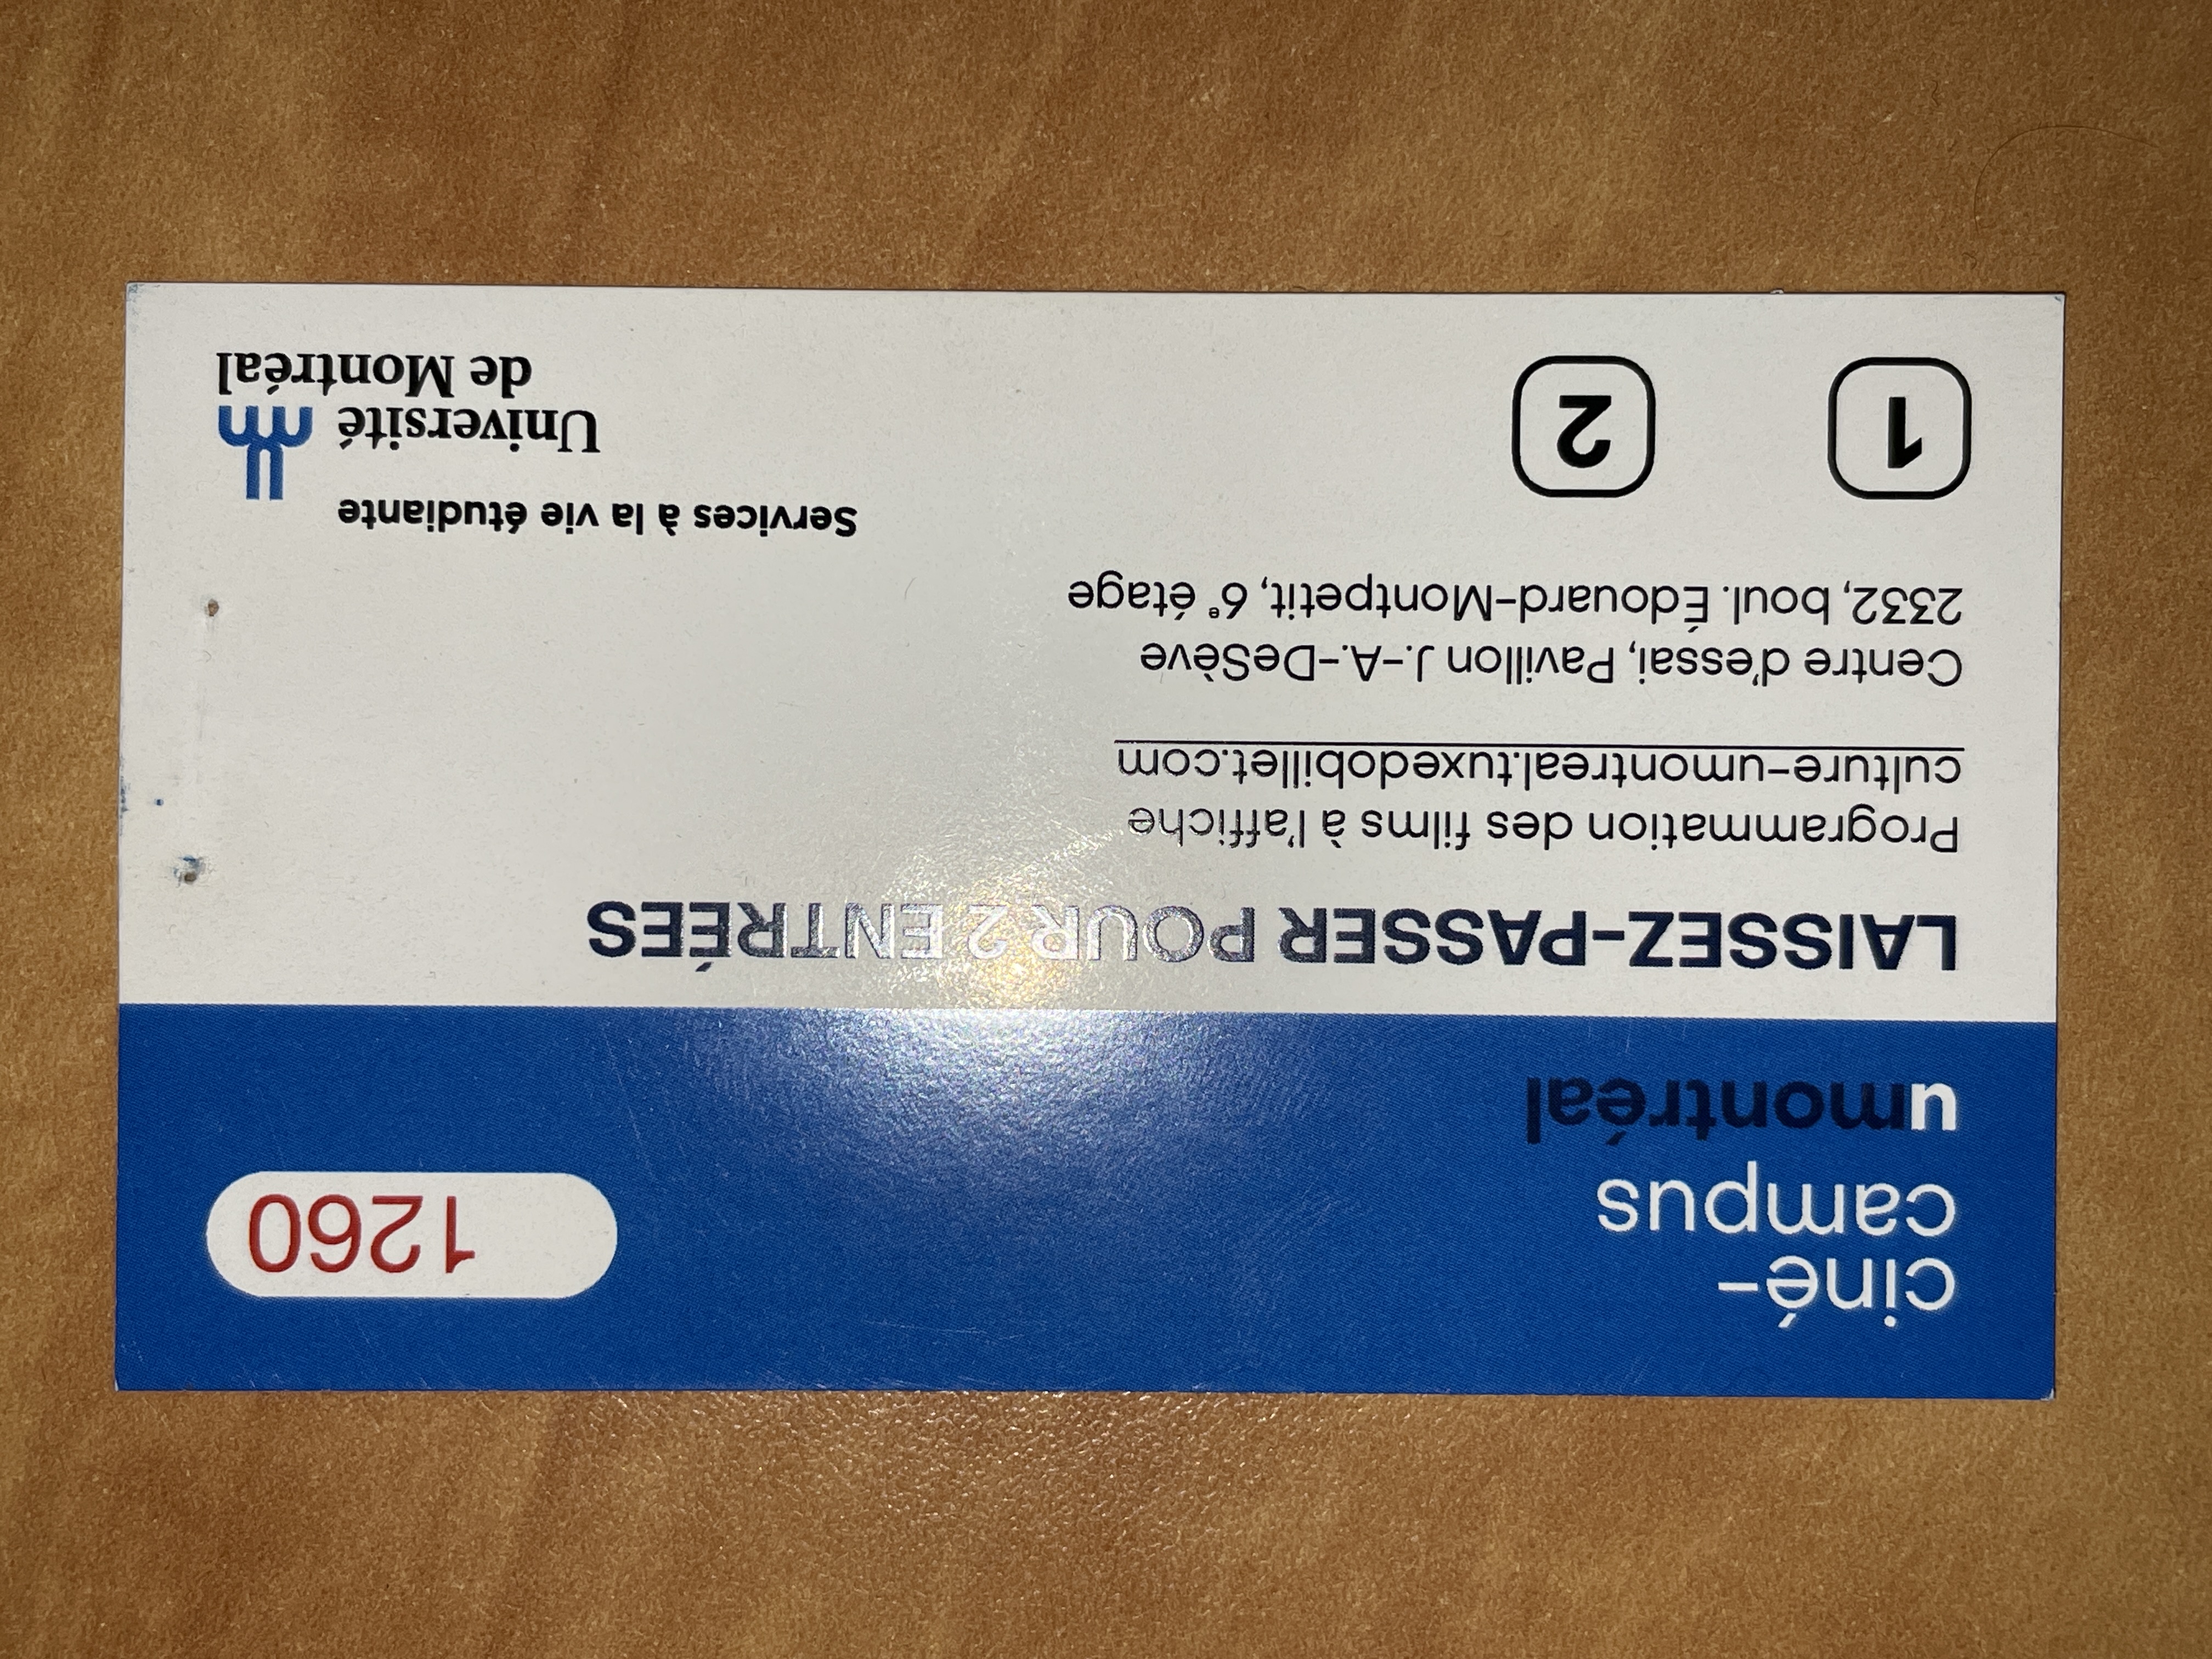 ciné-
campus
umontréal
1260
LAISSEZ-PASSER POUR 2 ENTRÉES
Programmation des films à l'affiche
culture-umontreal.tuxedobillet.com
Centre d'essai, Pavillon J.-A.-DeSève
2332, boul. Édouard-Montpetit, 6e étage
1
2
Services à la vie étudiante
Université
de Montréal